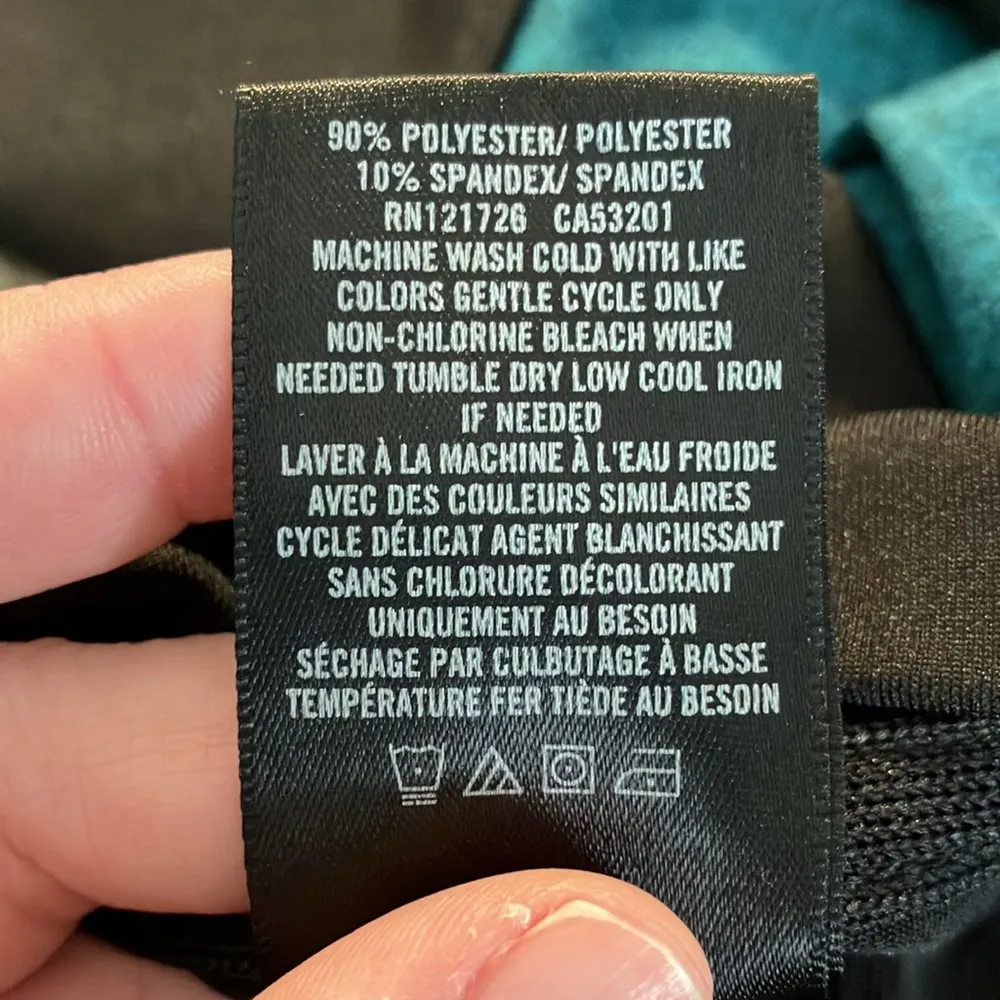 90% POLYESTER/ POLYESTER
10% SPANDEX/ SPANDEX
RN121726 CA53201
MACHINE WASH COLD WITH LIKE
COLORS GENTLE CYCLE ONLY
NON-CHLORINE BLEACH WHEN
NEEDED TUMBLE DRY LOW COOL IRON
IF NEEDED
LAVER À LA MACHINE À L'EAU FROIDE
AVEC DES COULEURS SIMILAIRES
CYCLE DÉLICAT AGENT BLANCHISSANT
SANS CHLORURE DÉCOLORANT
UNIQUEMENT AU BESOIN
SÉCHAGE PAR CULBUTAGE À BASSE
TEMPÉRATURE FER TIÈDE AU BESOIN